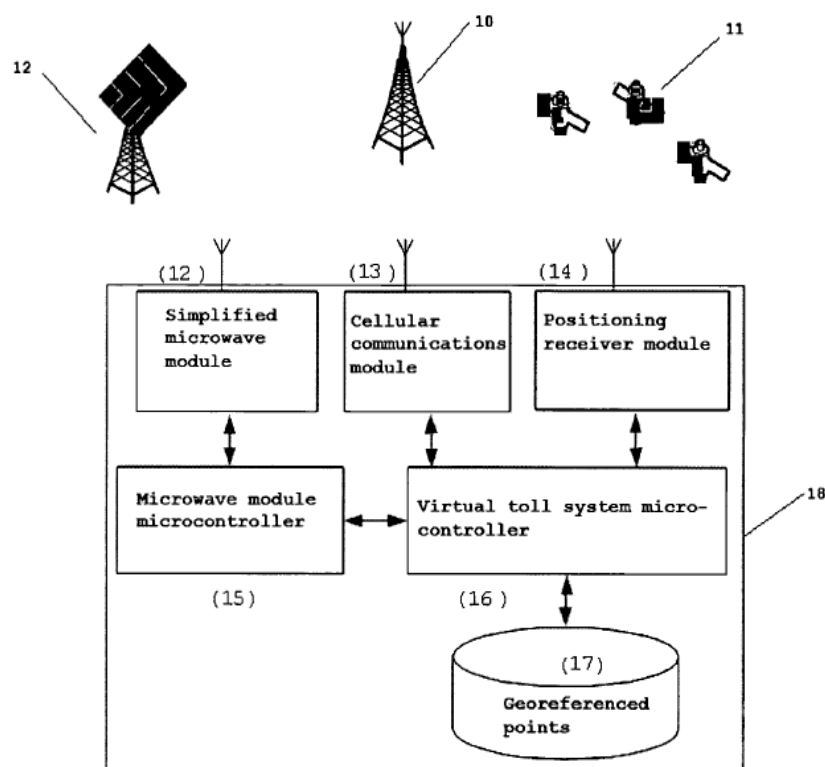 10
11
12
(12 )
(13 )
(14 )
Simplified
microwave
module
Cellular
communications
module
Positioning
receiver module
18
Microwave module
microcontroller
Virtual toll system micro-
controller
(15)
(16 )
(17)
Georeferenced
points